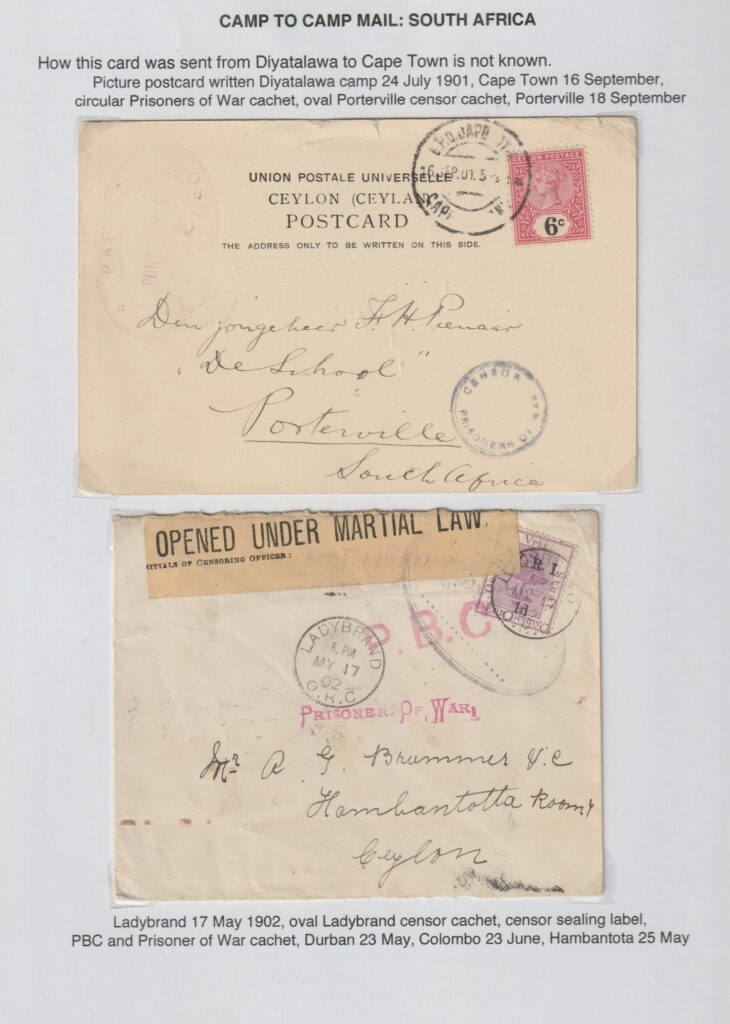 CAMP TO CAMP MAIL: SOUTH AFRICA
How this card was sent from Diyatalawa to Cape Town is not known.
Picture postcard written Diyatalawa camp 24 July 1901, Cape Town 16 September,
circular Prisoners of War cachet, oval Porterville censor cachet, Porterville 18 September
UNION POSTALE UNIVERSELLE
CEYLON (CEYLAN)
POSTCARD
THE ADDRESS ONLY TO BE WRITTEN ON THIS SIDE.
CEYLON POSTAGE
6c
Den jongeheer F. H. Pienaar
"De School"
Porterville
South Africa
CENSOR
PRISONERS OF WAR
OPENED UNDER MARTIAL LAW.
INITIALS OF CENSORING OFFICER:
1d
P.B.C
LADYBRAND
MY 17
02
O.R.C
PRISONER. OF WAR.
Mr A G. Brummer V.C
Hambantotta
Ceylon
Ladybrand 17 May 1902, oval Ladybrand censor cachet, censor sealing label,
PBC and Prisoner of War cachet, Durban 23 May, Colombo 23 June, Hambantota 25 May